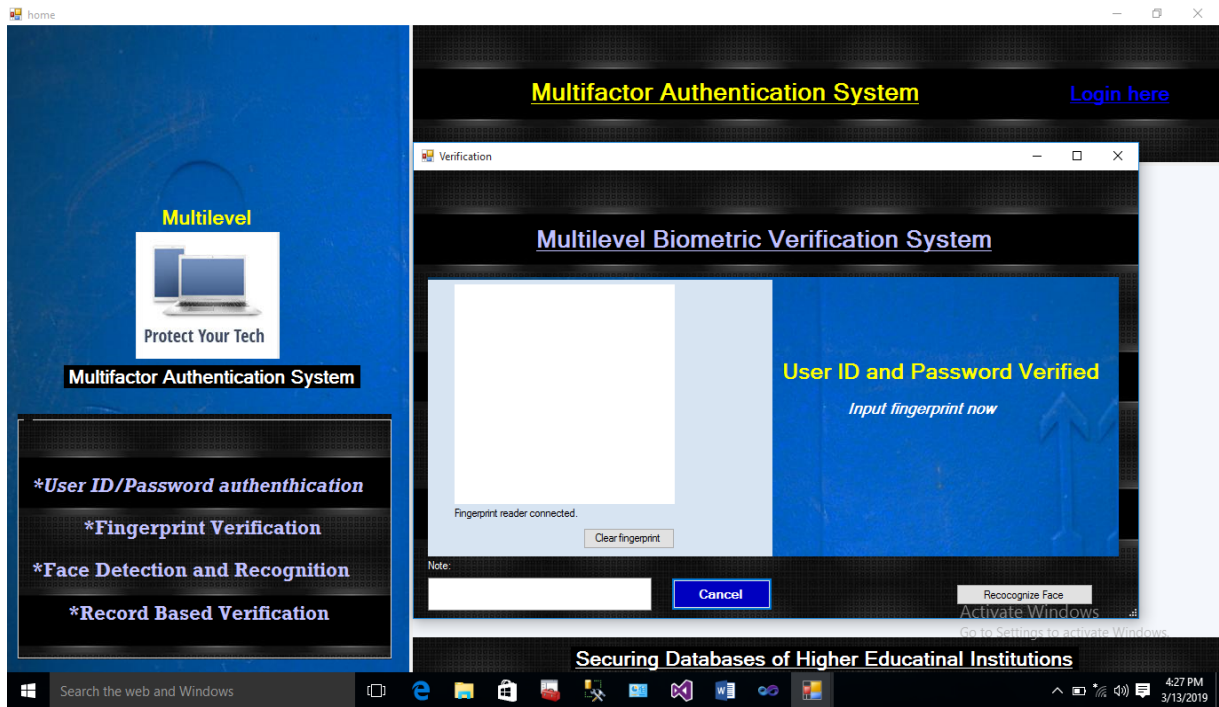 home
Multifactor Authentication System
Login here
Multilevel
Protect Your Tech
Multifactor Authentication System
*User ID/Password authenthication
*Fingerprint Verification
*Face Detection and Recognition
*Record Based Verification
Verification
Multilevel Biometric Verification System
User ID and Password Verified
Input fingerprint now
Fingerprint reader connected.
Clear fingerprint
Note:
Cancel
Rececognize Face
Activate Windows
Go to Settings to activate Windows.
Securing Databases of Higher Educatinal Institutions
Search the web and Windows
4:27 PM
3/13/2019